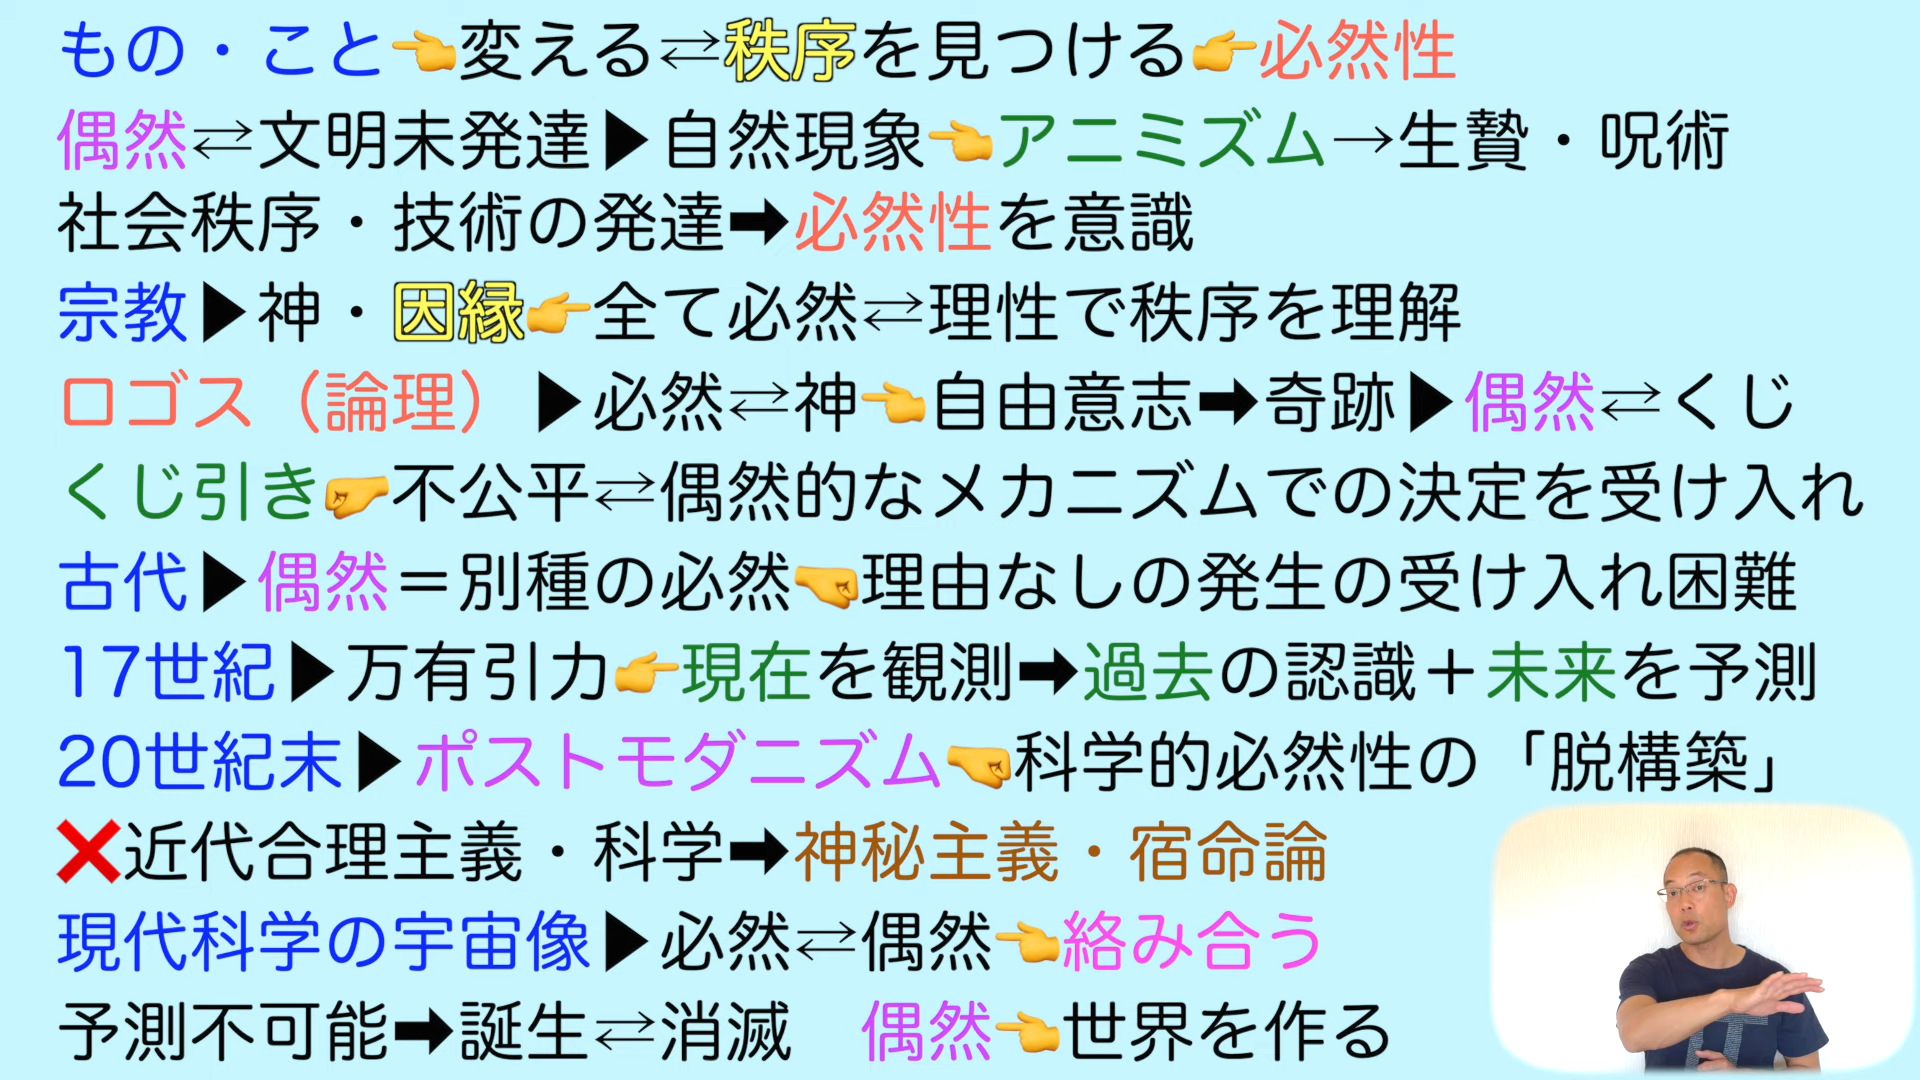 もの・こと👈変える⇄秩序を見つける👉必然性
偶然⇄文明未発達▶自然現象👈アニミズム→生贄・呪術
社会秩序・技術の発達➡必然性を意識
宗教▶神・因縁👉全て必然⇄理性で秩序を理解
ロゴス（論理）▶必然⇄神👈自由意志➡奇跡▶偶然⇄くじ
くじ引き🤛不公平⇄偶然的なメカニズムでの決定を受け入れ
古代▶偶然＝別種の必然🤜理由なしの発生の受け入れ困難
17世紀▶万有引力👉現在を観測➡過去の認識＋未来を予測
20世紀末▶ポストモダニズム🤜科学的必然性の「脱構築」
❌近代合理主義・科学➡神秘主義・宿命論
現代科学の宇宙像▶必然⇄偶然👈絡み合う
予測不可能➡誕生⇄消滅　偶然👈世界を作る